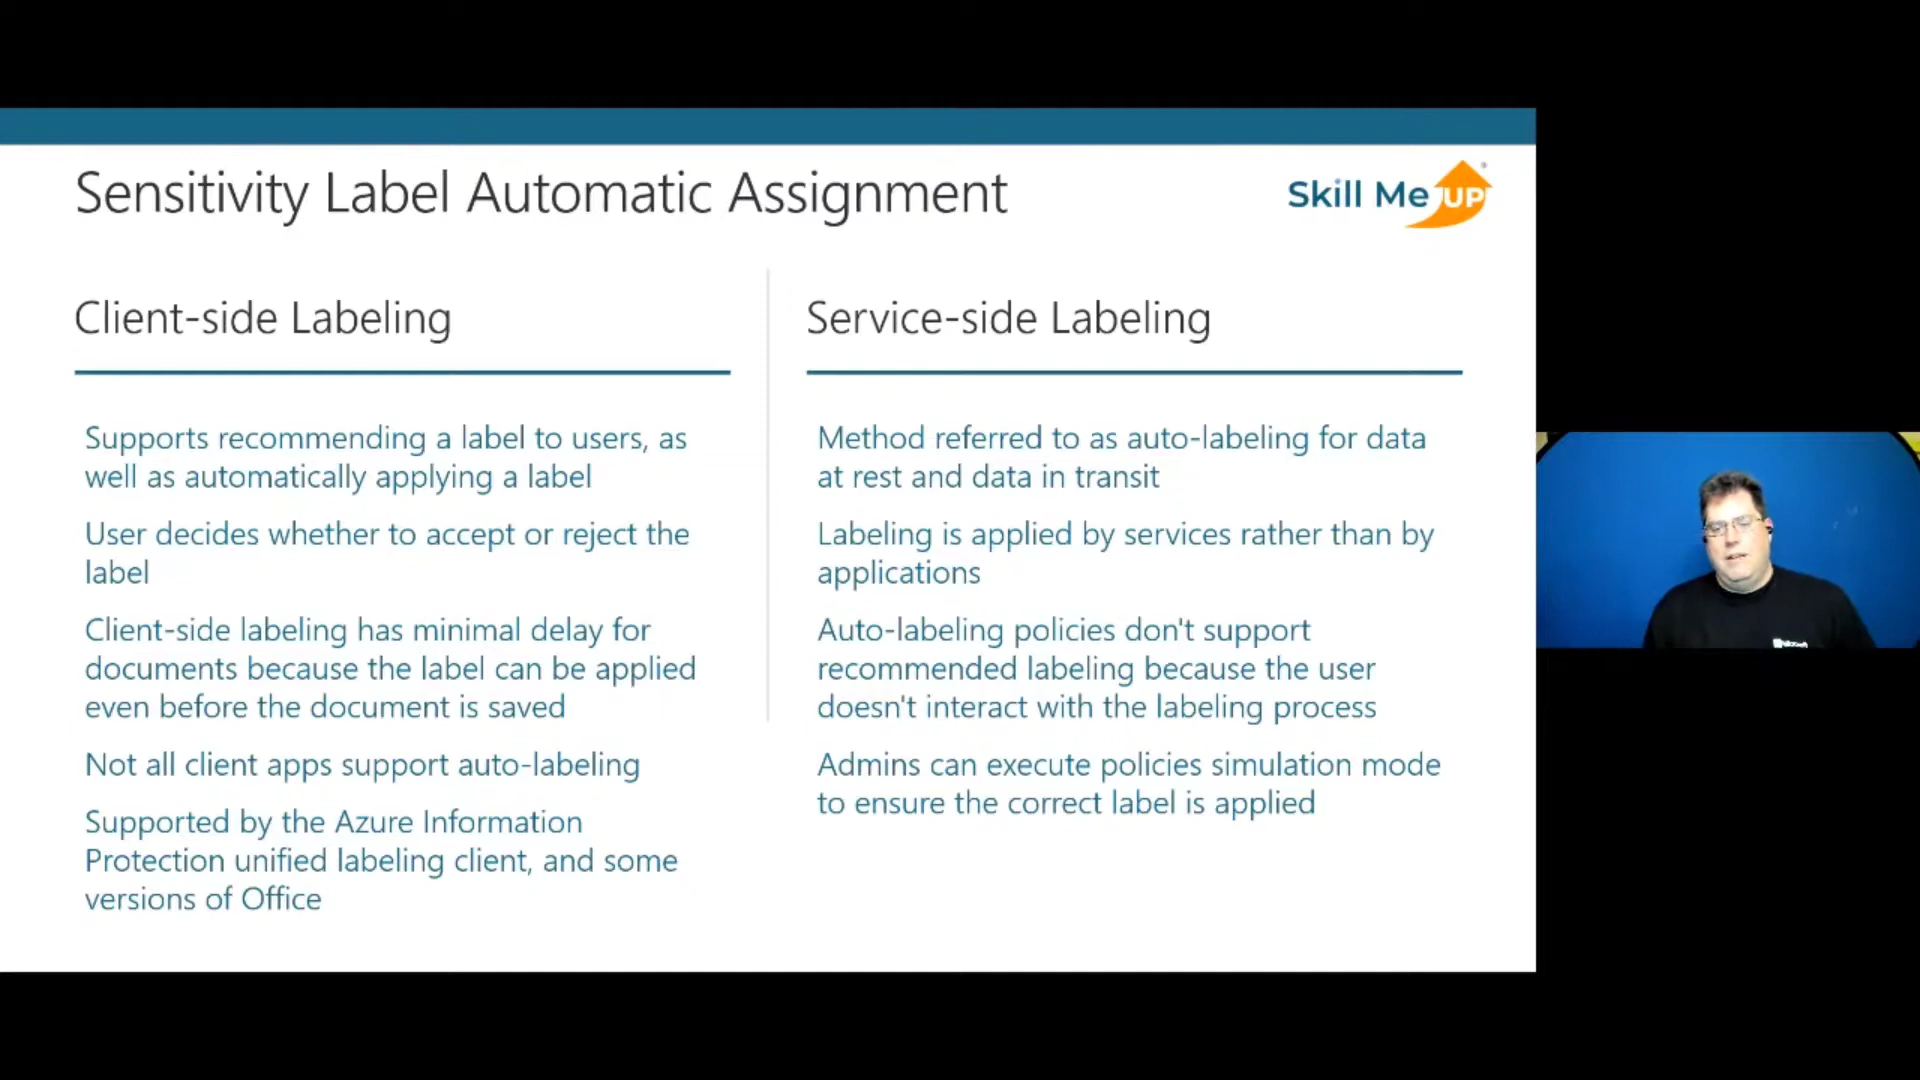 Sensitivity Label Automatic Assignment
Skill Me UP
Client-side Labeling
Supports recommending a label to users, as
well as automatically applying a label
User decides whether to accept or reject the
label
Client-side labeling has minimal delay for
documents because the label can be applied
even before the document is saved
Not all client apps support auto-labeling
Supported by the Azure Information
Protection unified labeling client, and some
versions of Office
Service-side Labeling
Method referred to as auto-labeling for data
at rest and data in transit
Labeling is applied by services rather than by
applications
Auto-labeling policies don't support
recommended labeling because the user
doesn't interact with the labeling process
Admins can execute policies simulation mode
to ensure the correct label is applied